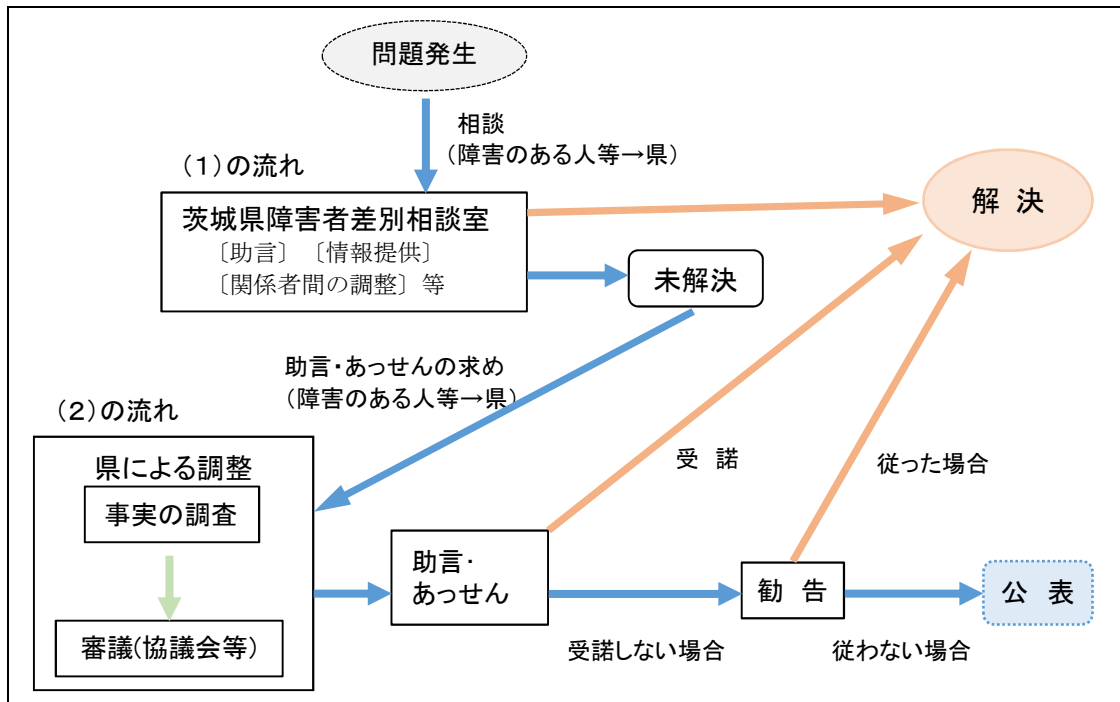 問題発生
相談
（障害のある人等→県）
（１）の流れ
茨城県障害者差別相談室
〔助言〕〔情報提供〕
〔関係者間の調整〕等
解 決
未解決
助言・あっせんの求め
（障害のある人等→県）
（２）の流れ
県による調整
事実の調査
審議(協議会等)
助言・
あっせん
受 諾
従った場合
勧 告
公 表
受諾しない場合
従わない場合